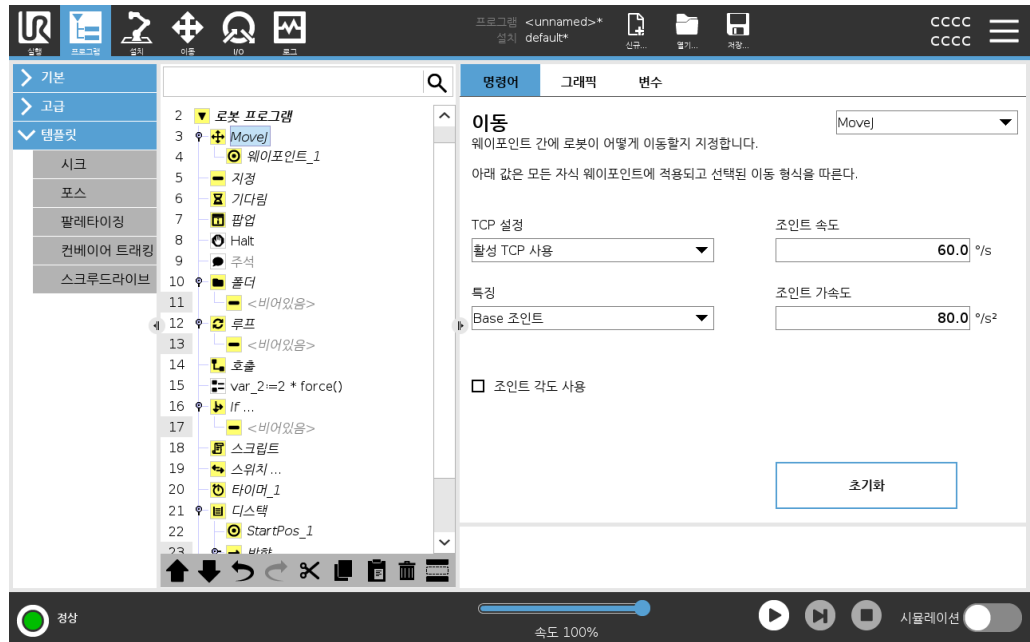 UR
프로그램 <unnamed>*
설치 default*
CCCC
CCCC
실행 프로그램 설치 이동 I/O 로그 신규... 열기... 저장...
기본
고급
템플릿
시크
포스
팔레타이징
컨베이어 트래킹
스크루드라이브
2 로봇 프로그램
3 MoveJ
4 웨이포인트_1
5 지정
6 기다림
7 팝업
8 Halt
9 주석
10 폴더
11 <비어있음>
12 루프
13 <비어있음>
14 호출
15 var_2:=2 * force()
16 If ...
17 <비어있음>
18 스크립트
19 스위치 ...
20 타이머_1
21 디스택
22 StartPos_1
23 방향
명령어 그래픽 변수
이동
MoveJ
웨이포인트 간에 로봇이 어떻게 이동할지 지정합니다.
아래 값은 모든 자식 웨이포인트에 적용되고 선택된 이동 형식을 따른다.
TCP 설정
조인트 속도
활성 TCP 사용
60.0 °/s
특징
조인트 가속도
Base 조인트
80.0 °/s²
조인트 각도 사용
초기화
정상
속도 100%
시뮬레이션